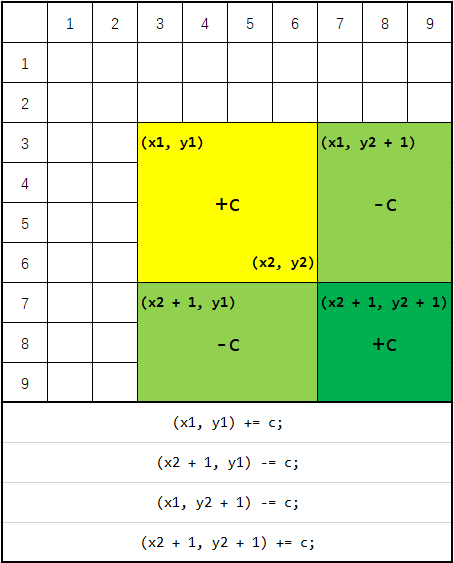 1 2 3 4 5 6 7 8 9
1
2
3 (x1, y1) (x1, y2 + 1)
4
+c -c
5
6 (x2, y2)
7 (x2 + 1, y1) (x2 + 1, y2 + 1)
8 -c +c
9
(x1, y1) += c;
(x2 + 1, y1) -= c;
(x1, y2 + 1) -= c;
(x2 + 1, y2 + 1) += c;